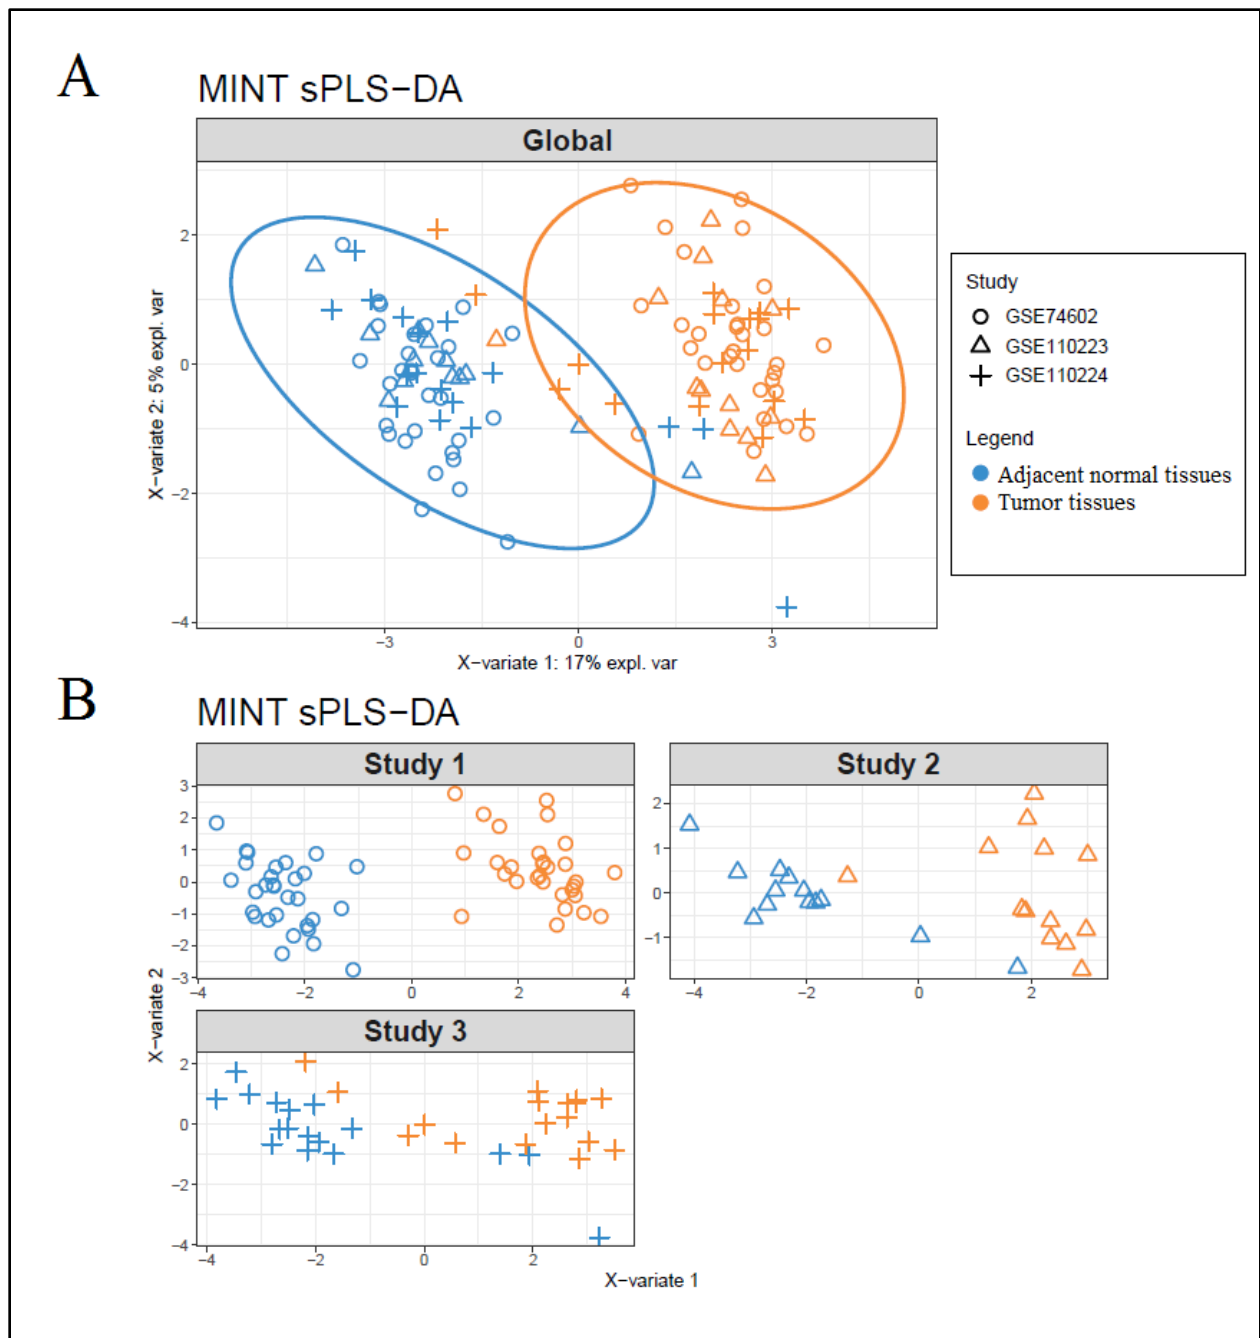 A
MINT sPLS−DA
Global
2
0
−2
−4
X−variate 2: 5% expl. var
−3
0
3
X−variate 1: 17% expl. var
Study
GSE74602
GSE110223
GSE110224
Legend
Adjacent normal tissues
Tumor tissues
B
MINT sPLS−DA
Study 1
3
2
1
0
−1
−2
−3
−4
−2
0
2
4
Study 2
2
1
0
−1
−4
−2
0
2
X−variate 2
Study 3
2
0
−2
−4
−4
−2
0
2
X−variate 1